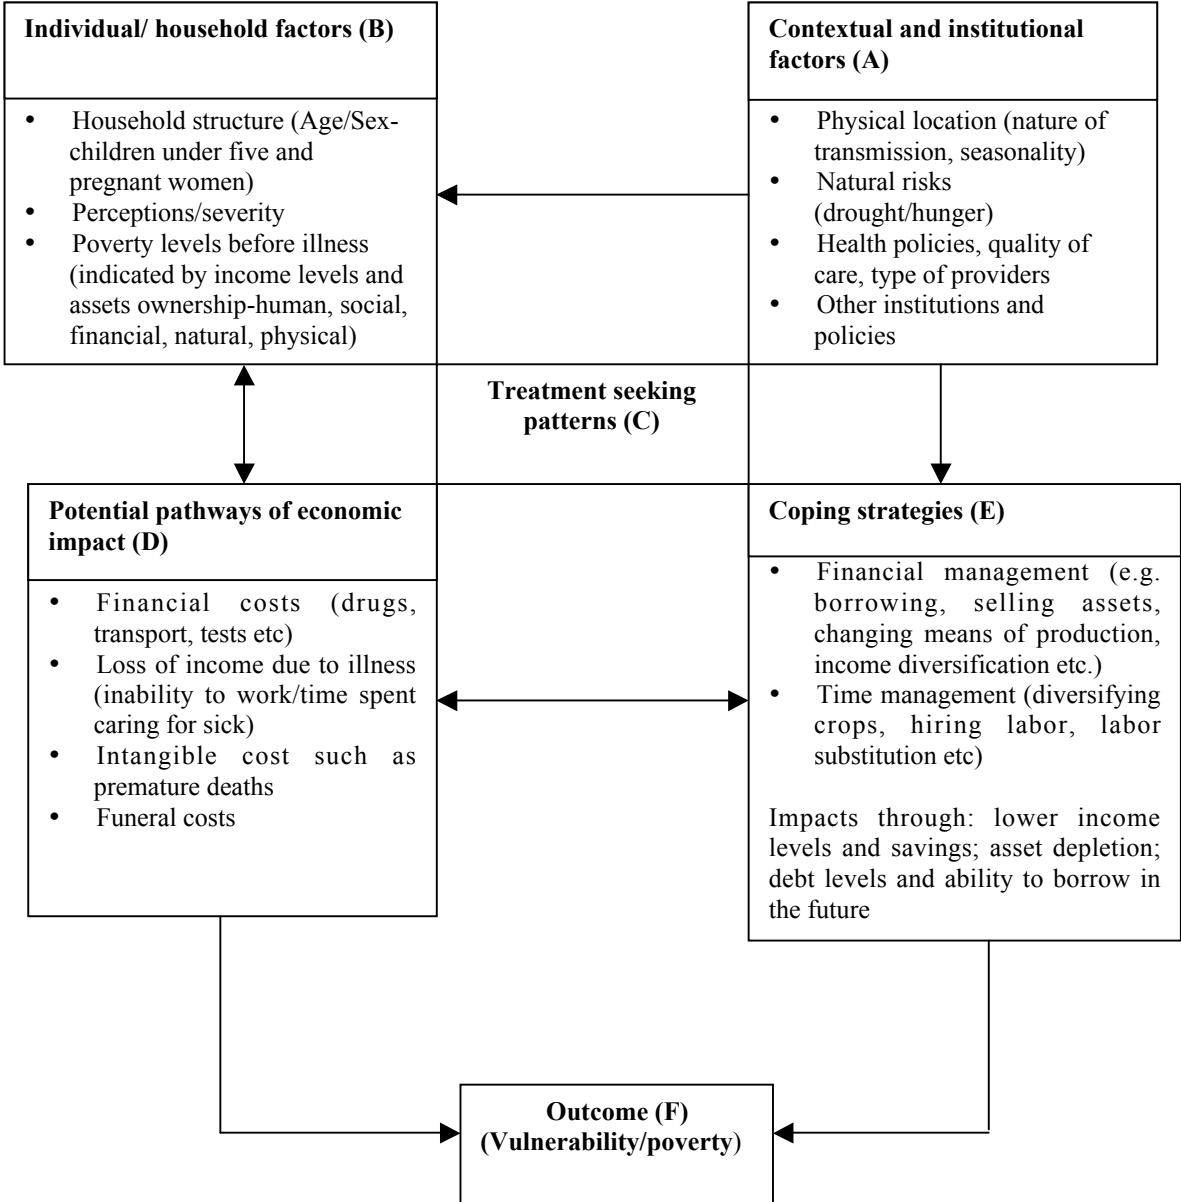 Individual/ household factors (B)
• Household structure (Age/Sex-
children under five and
pregnant women)
• Perceptions/severity
• Poverty levels before illness
(indicated by income levels and
assets ownership-human, social,
financial, natural, physical)
Contextual and institutional
factors (A)
• Physical location (nature of
transmission, seasonality)
• Natural risks
(drought/hunger)
• Health policies, quality of
care, type of providers
• Other institutions and
policies
Treatment seeking
patterns (C)
Potential pathways of economic
impact (D)
• Financial costs (drugs,
transport, tests etc)
• Loss of income due to illness
(inability to work/time spent
caring for sick)
• Intangible cost such as
premature deaths
• Funeral costs
Coping strategies (E)
• Financial management (e.g.
borrowing, selling assets,
changing means of production,
income diversification etc.)
• Time management (diversifying
crops, hiring labor, labor
substitution etc)
Impacts through: lower income
levels and savings; asset depletion;
debt levels and ability to borrow in
the future
Outcome (F)
(Vulnerability/poverty)